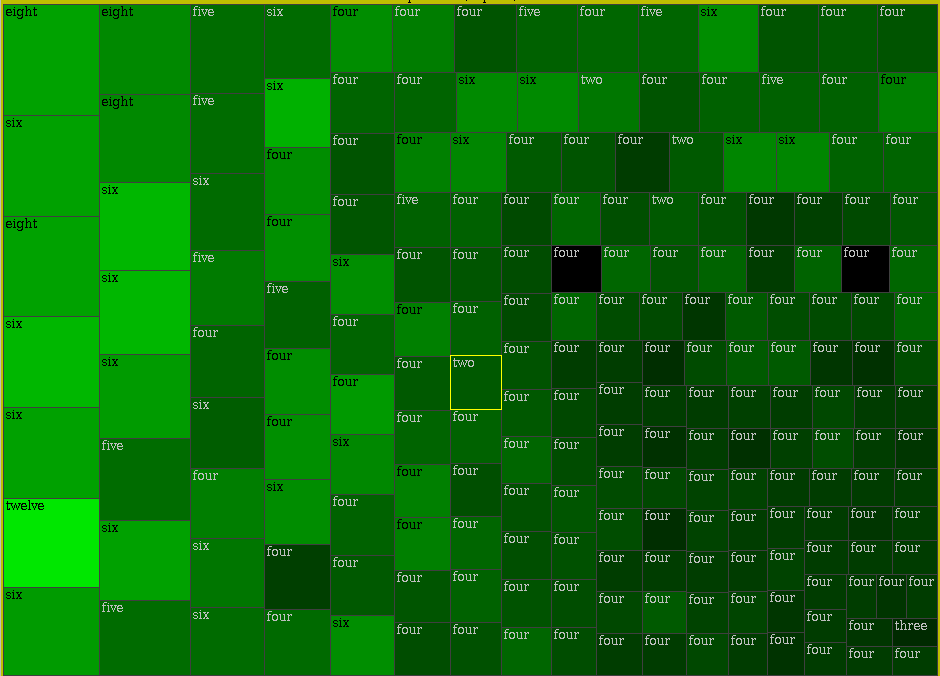 eight eight five six four four four five four five six four four four
six four four six six two four four five four four
eight five
six four four six four four four two six six four four
four
six six
four five four four four four two four four four four four
eight four
five six four four four four four four four four four four four
six five
four four four four four four four four four four
six four four four
four four
six four four two four four four four four four four four four
four four
six six four four four four four four four four four
six four four four
five six four four four four four four four four four
four four four four four four four four four four
six
twelve four four four four
six four four four four four four four four four
six four four four four four four four
four four four four four four four four
six four four four four four four four four four
five four four four four four four
six four six four four four four three
four four four four four four four four
four four four